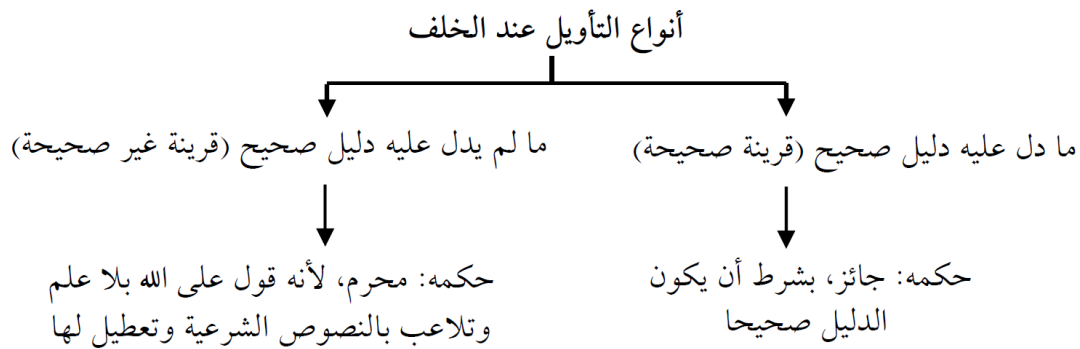 أنواع التأويل عند الخلف
ما دل عليه دليل صحيح (قرينة صحيحة)
ما لم يدل عليه دليل صحيح (قرينة غير صحيحة)
حكمه: جائز، بشرط أن يكون
الدليل صحيحا
حكمه: محرم، لأنه قول على الله بلا علم
وتلاعب بالنصوص الشرعية وتعطيل لها